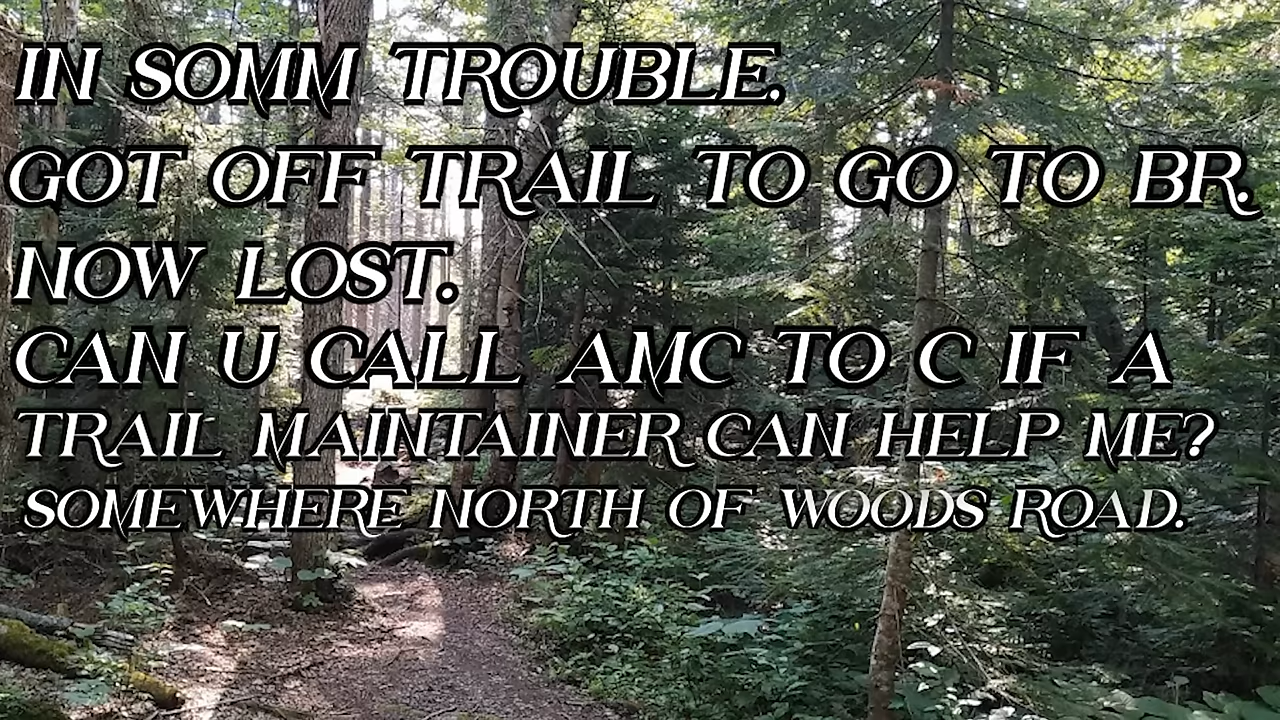 IN SOMM TROUBLE.
GOT OFF TRAIL TO GO TO BR.
NOW LOST.
CAN U CALL AMC TO C IF A
TRAIL MAINTAINER CAN HELP ME?
SOMEWHERE NORTH OF WOODS ROAD.